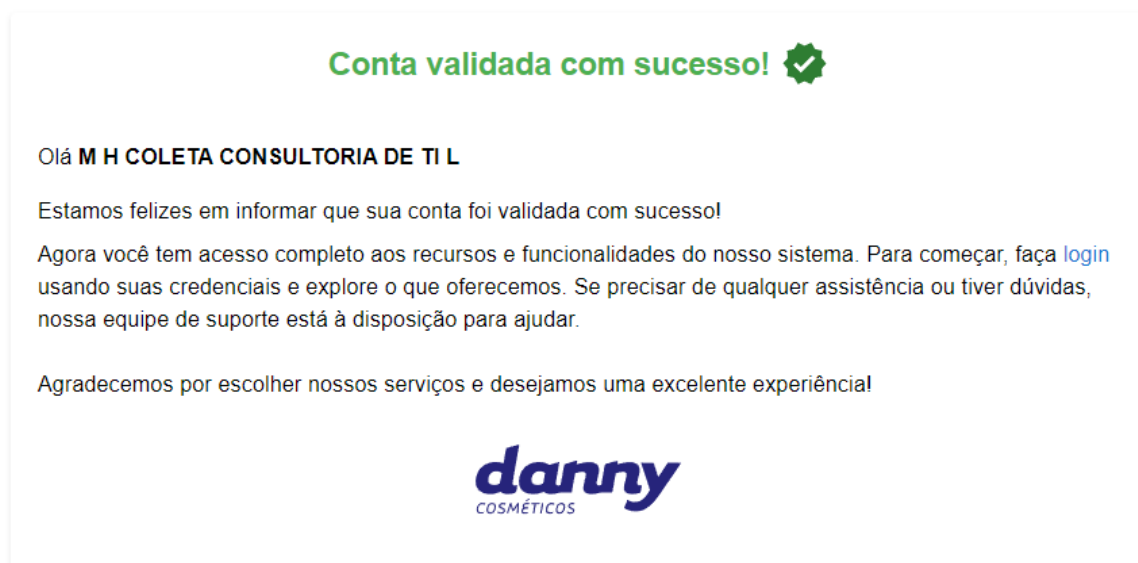 Conta validada com sucesso!
Olá M H COLETA CONSULTORIA DE TI L
Estamos felizes em informar que sua conta foi validada com sucesso!
Agora você tem acesso completo aos recursos e funcionalidades do nosso sistema. Para começar, faça login
usando suas credenciais e explore o que oferecemos. Se precisar de qualquer assistência ou tiver dúvidas,
nossa equipe de suporte está à disposição para ajudar.
Agradecemos por escolher nossos serviços e desejamos uma excelente experiência!
danny
COSMÉTICOS